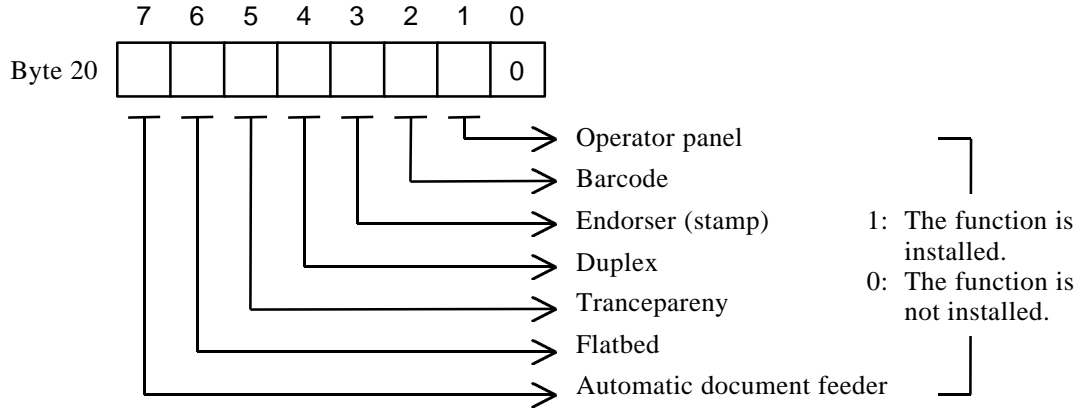 7 6 5 4 3 2 1 0
Byte 20 0
Operator panel
Barcode
Endorser (stamp)
Duplex
Trancepareny
Flatbed
Automatic document feeder
1: The function is
installed.
0: The function is
not installed.